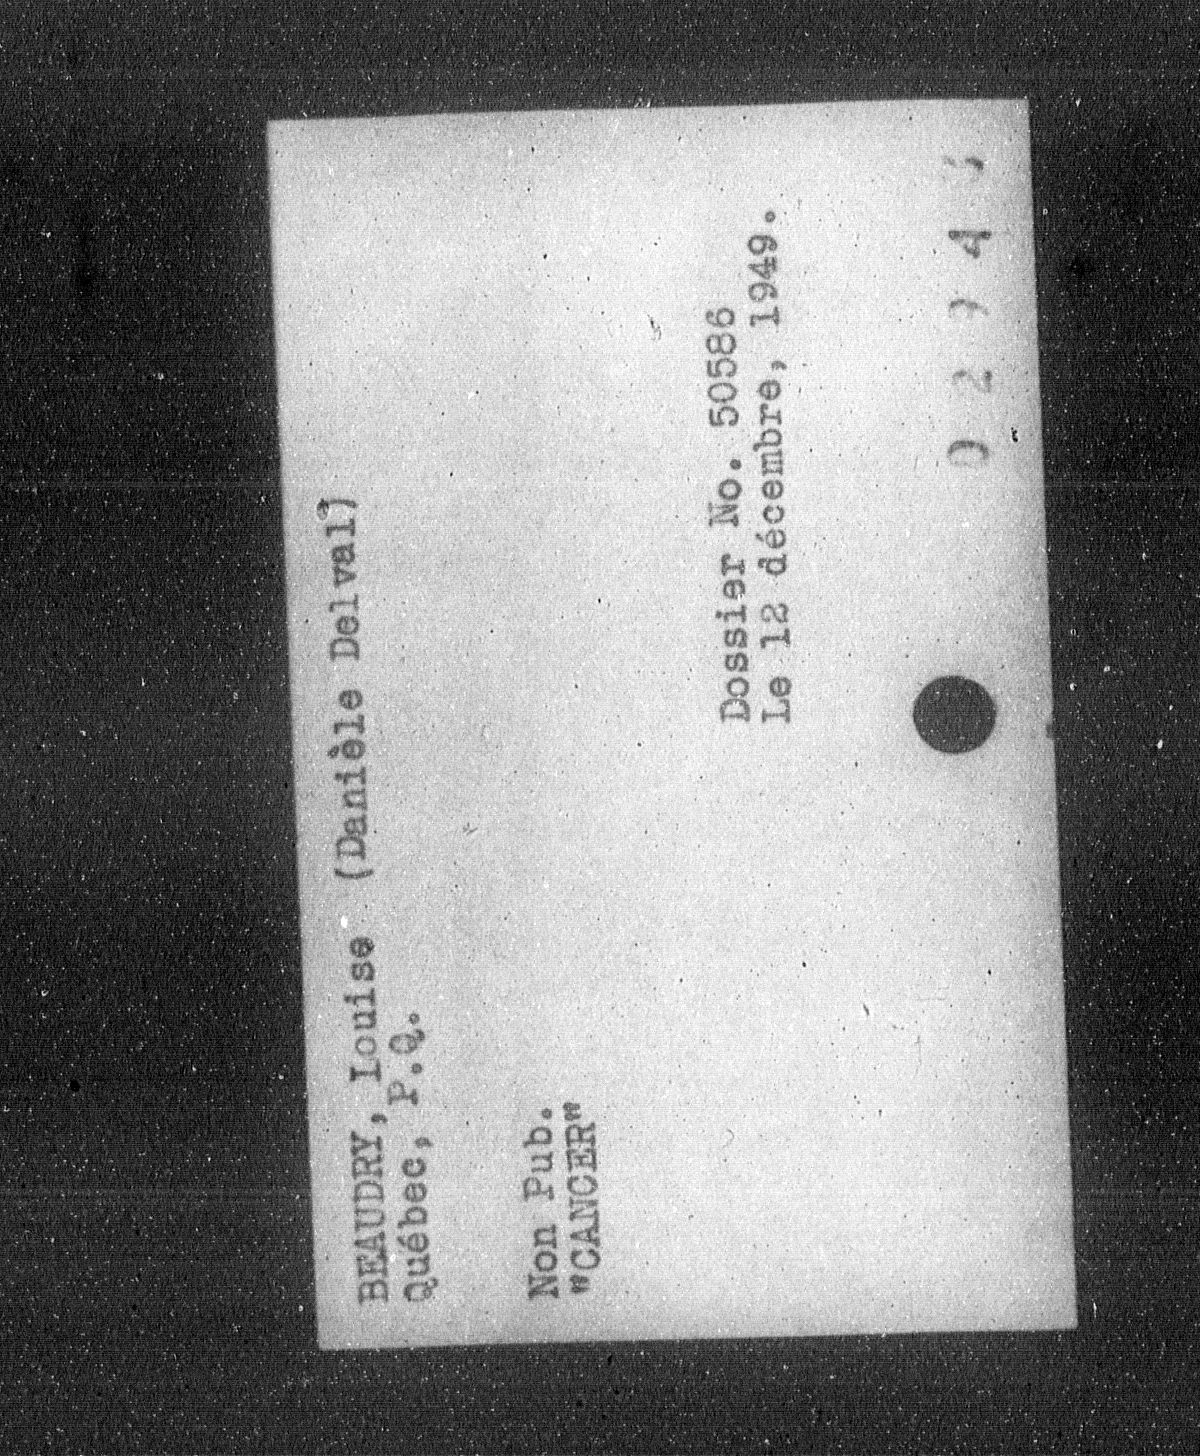 BEAUDRY, Louise (Danièle Delval)
Québec, P.Q.
Non Pub.
"CANCER"
Dossier No. 50586
Le 12 décembre, 1949.